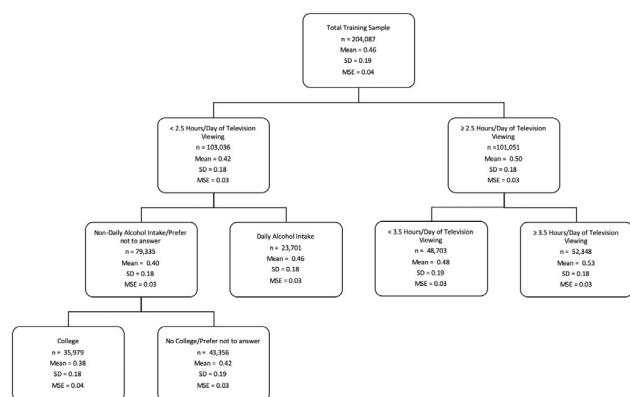 Total Training Sample
n = 204,087
Mean = 0.46
SD = 0.19
MSE = 0.04
< 2.5 Hours/Day of Television
Viewing
n = 103,036
Mean = 0.42
SD = 0.18
MSE = 0.03
≥ 2.5 Hours/Day of Television
Viewing
n =101,051
Mean = 0.50
SD = 0.18
MSE = 0.03
Non-Daily Alcohol Intake/Prefer
not to answer
n = 79,335
Mean = 0.40
SD = 0.18
MSE = 0.03
Daily Alcohol Intake
n = 23,701
Mean = 0.46
SD = 0.18
MSE = 0.03
< 3.5 Hours/Day of Television
Viewing
n = 48,703
Mean = 0.48
SD = 0.19
MSE = 0.03
≥ 3.5 Hours/Day of Television
Viewing
n = 52,348
Mean = 0.53
SD = 0.18
MSE = 0.03
College
n = 35,979
Mean = 0.38
SD = 0.18
MSE = 0.04
No College/Prefer not to answer
n = 43,356
Mean = 0.42
SD = 0.19
MSE = 0.03